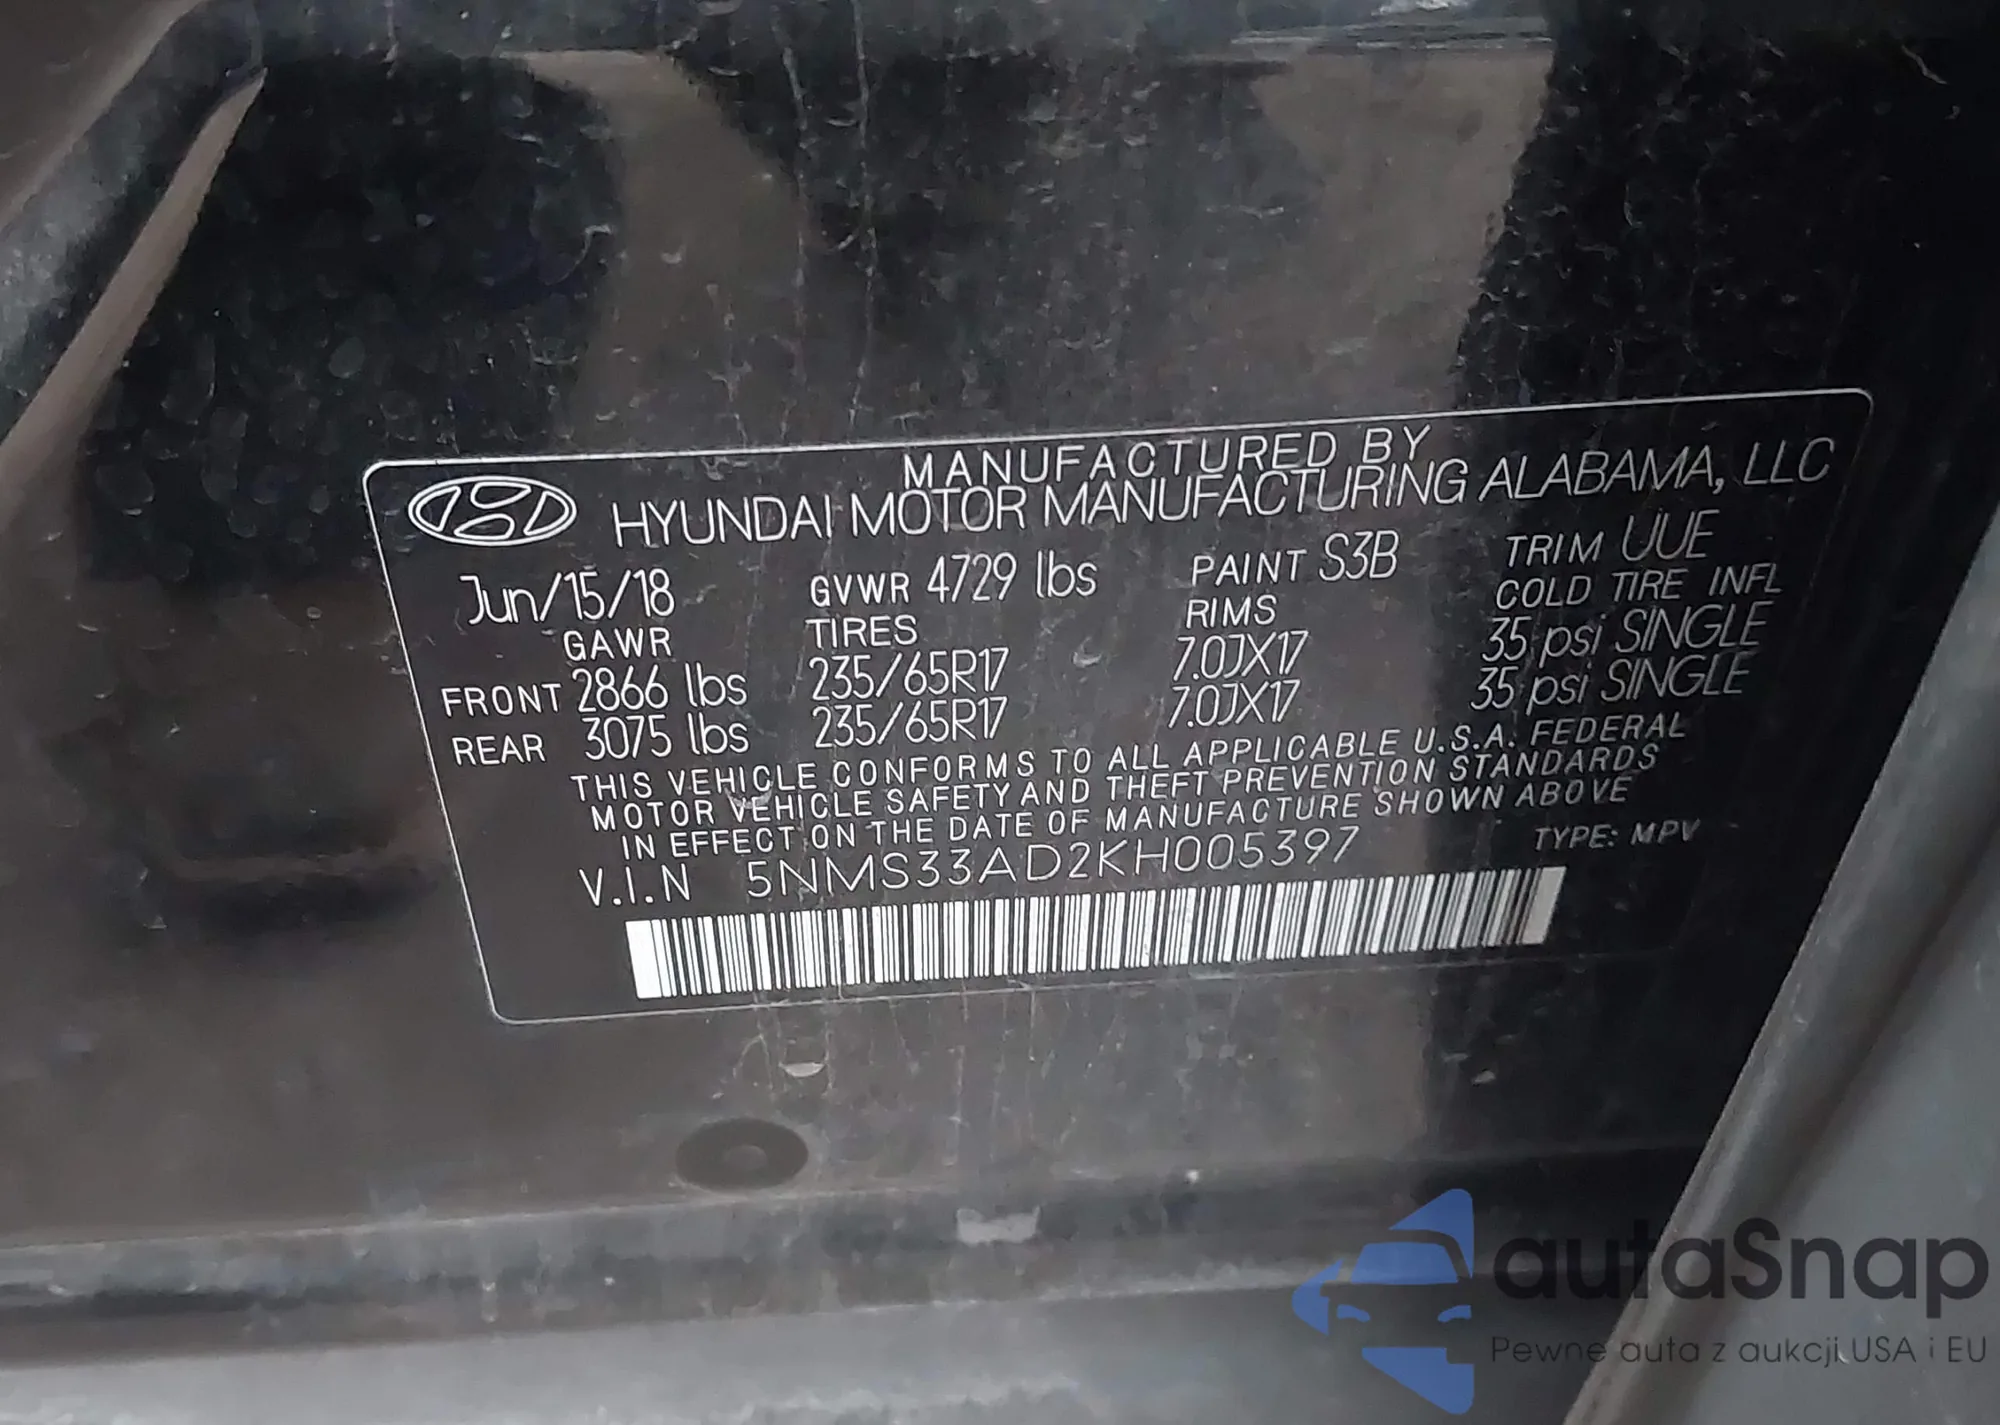 MANUFACTURED BY
HYUNDAI MOTOR MANUFACTURING ALABAMA, LLC
Jun/15/18 GVWR 4729 lbs PAINT S3B TRIM UUE
GAWR TIRES RIMS COLD TIRE INFL
FRONT 2866 lbs 235/65R17 7.0JX17 35 psi SINGLE
REAR 3075 lbs 235/65R17 7.0JX17 35 psi SINGLE
THIS VEHICLE CONFORMS TO ALL APPLICABLE U.S.A. FEDERAL
MOTOR VEHICLE SAFETY AND THEFT PREVENTION STANDARDS
IN EFFECT ON THE DATE OF MANUFACTURE SHOWN ABOVE
V.I.N 5NMS33AD2KH005397 TYPE: MPV
autaSnap
Pewne auta z aukcji USA i EU